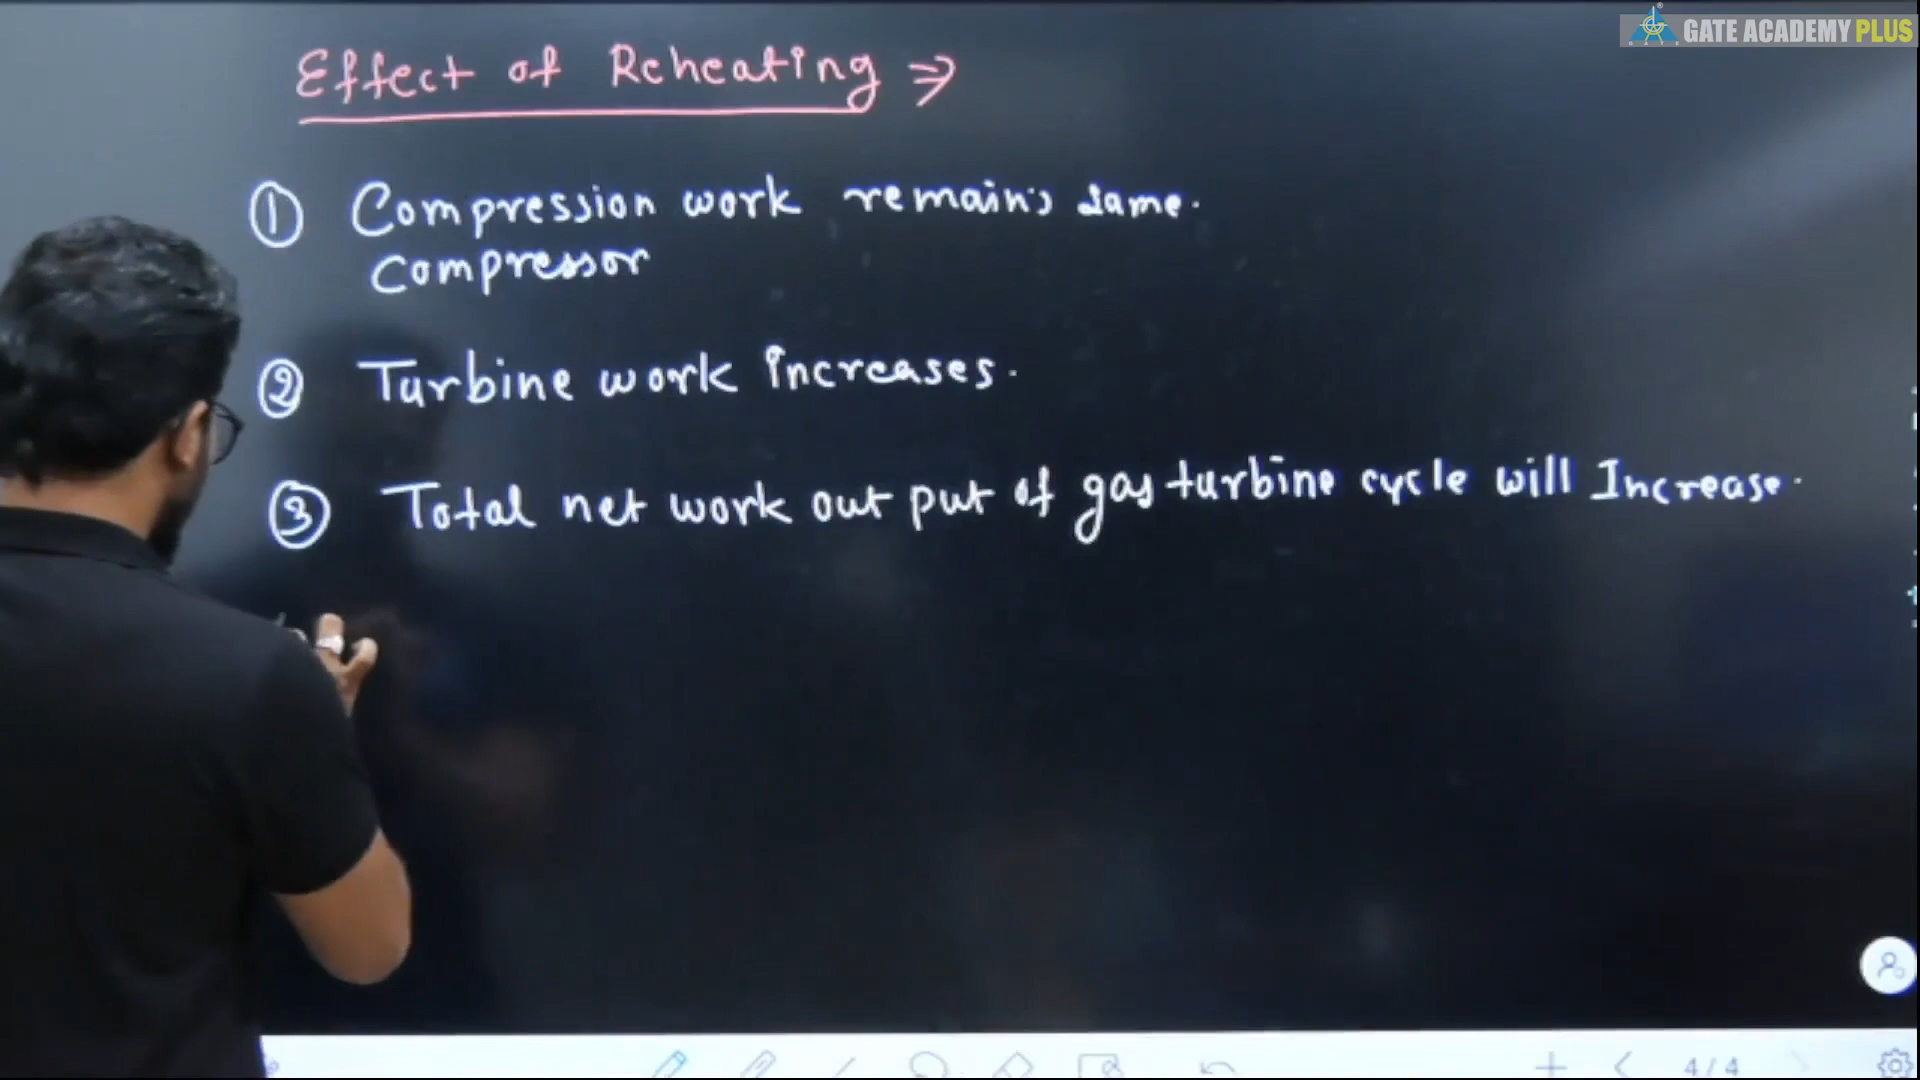 GATE ACADEMY PLUS
Effect of Reheating ⇒
① Compression work remains same.
Compressor
② Turbine work increases.
③ Total net work out put of gas turbine cycle will Increase.
4/4